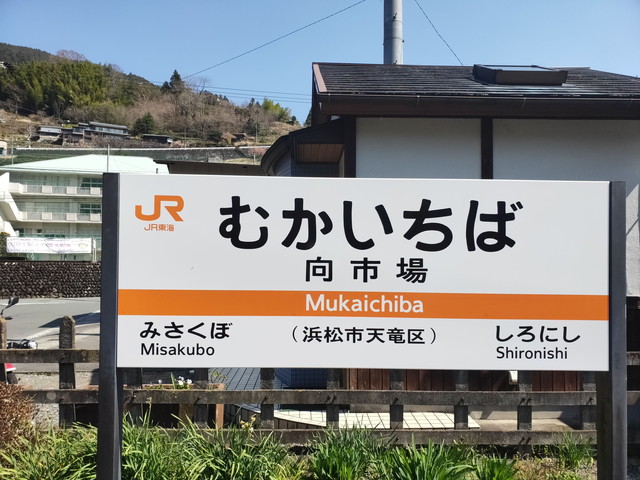 JR
JR東海
むかいちば
向市場
Mukaichiba
みさくぼ
Misakubo
（浜松市天竜区）
しろにし
Shironishi